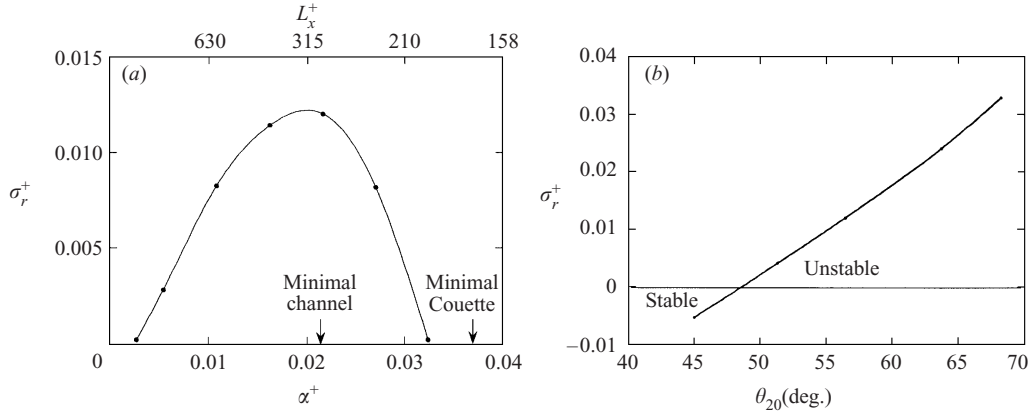 L_x^+
630 315 210 158
(a)
0.015
0.010
σ_r^+
0.005
Minimal
channel
Minimal
Couette
0 0.01 0.02 0.03 0.04
α^+
(b)
0.04
0.03
0.02
σ_r^+
0.01
Unstable
0
Stable
−0.01
40 45 50 55 60 65 70
θ_20(deg.)